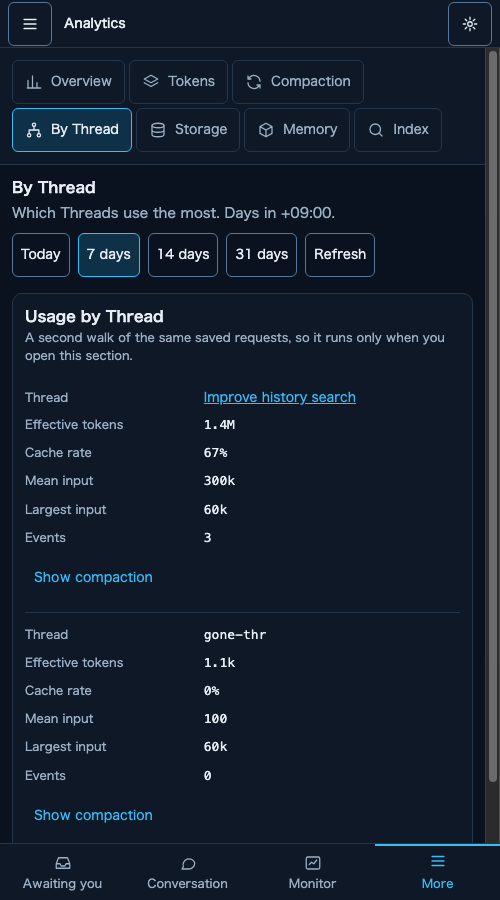 Analytics
Overview
Tokens
Compaction
By Thread
Storage
Memory
Index
By Thread
Which Threads use the most. Days in +09:00.
Today
7 days
14 days
31 days
Refresh
Usage by Thread
A second walk of the same saved requests, so it runs only when you
open this section.
Thread Improve history search
Effective tokens 1.4M
Cache rate 67%
Mean input 300k
Largest input 60k
Events 3
Show compaction
Thread gone-thr
Effective tokens 1.1k
Cache rate 0%
Mean input 100
Largest input 60k
Events 0
Show compaction
Awaiting you
Conversation
Monitor
More